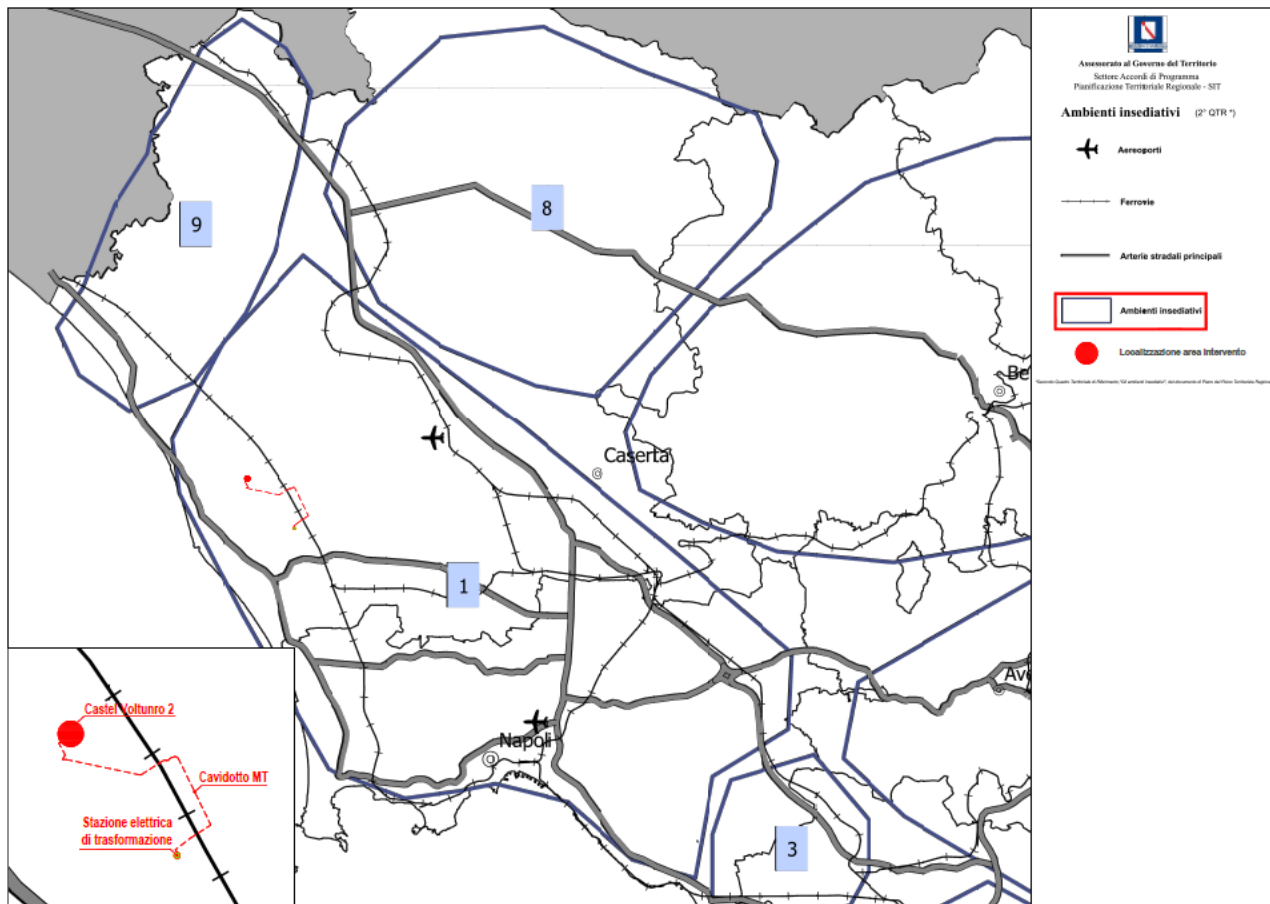 9
8
Caserta
1
Napoli
3
Be
Ave
Castel Voltunro 2
Cavidotto MT
Stazione elettrica
di trasformazione
Assessorato al Governo del Territorio
Settore Accordi di Programma
Pianificazione Territoriale Regionale - SIT
Ambienti insediativi (2° QTR *)
Aereoporti
Ferrovie
Arterie stradali principali
Ambienti insediativi
Localizzazione area intervento